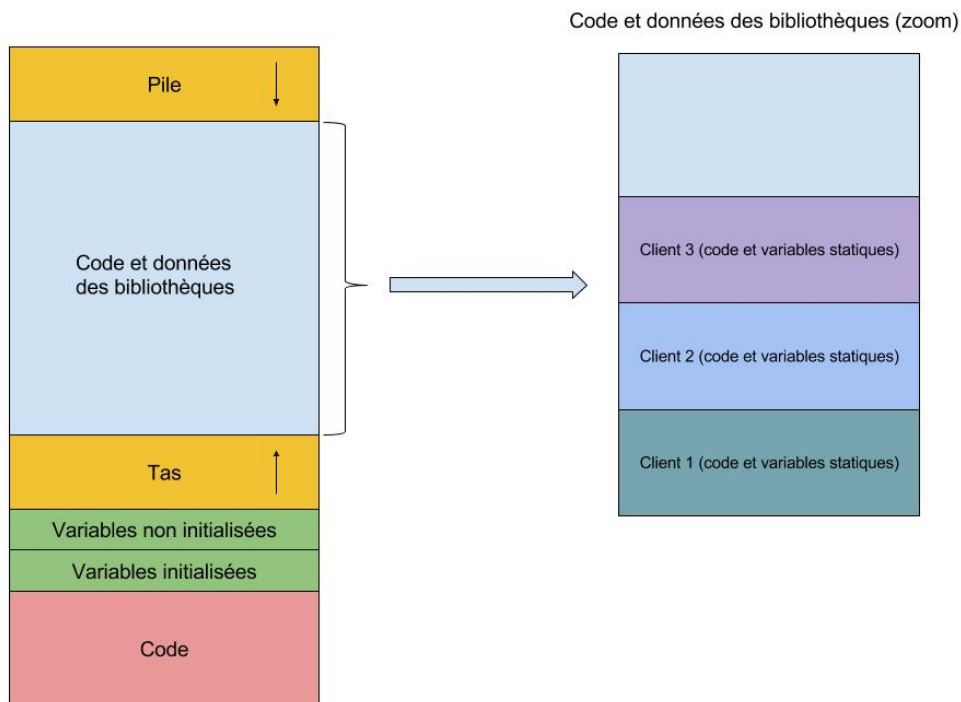 Code et données des bibliothèques (zoom)
Pile
Code et données
des bibliothèques
Tas
Variables non initialisées
Variables initialisées
Code
Client 3 (code et variables statiques)
Client 2 (code et variables statiques)
Client 1 (code et variables statiques)